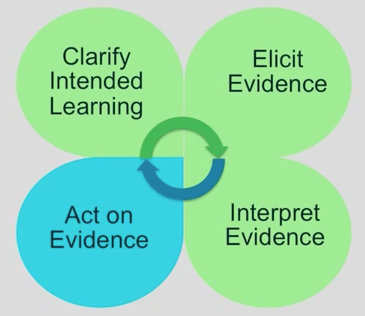 Clarify
Intended
Learning
Elicit
Evidence
Act on
Evidence
Interpret
Evidence